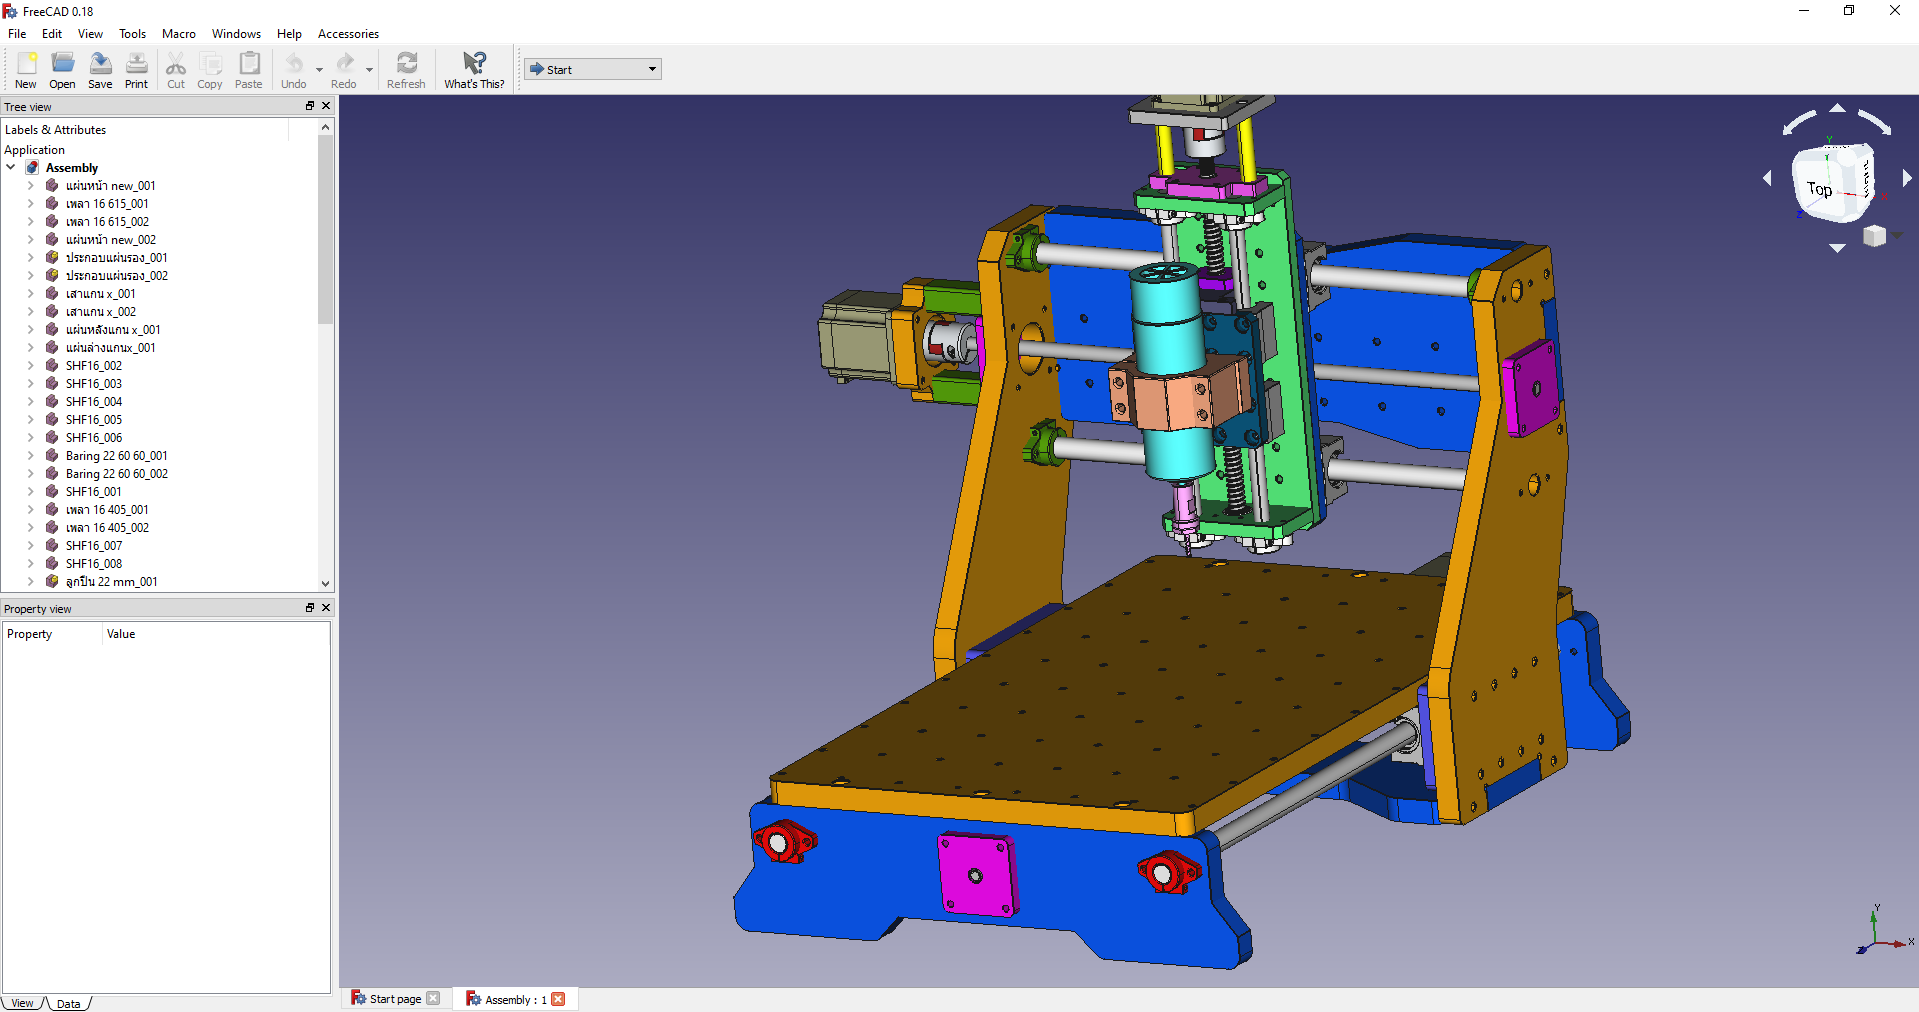 FreeCAD 0.18
File Edit View Tools Macro Windows Help Accessories
New Open Save Print Cut Copy Paste Undo Redo Refresh What's This? Start
Tree view
Labels & Attributes
Application
Assembly
แผ่นหน้า new_001
เพลา 16 615_001
เพลา 16 615_002
แผ่นหน้า new_002
ประกอบแผ่นรอง_001
ประกอบแผ่นรอง_002
เสาแกน x_001
เสาแกน x_002
แผ่นหลังแกน x_001
แผ่นล่างแกนx_001
SHF16_002
SHF16_003
SHF16_004
SHF16_005
SHF16_006
Baring 22 60 60_001
Baring 22 60 60_002
SHF16_001
เพลา 16 405_001
เพลา 16 405_002
SHF16_007
SHF16_008
ลูกปืน 22 mm_001
Property view
Property Value
View Data
Start page
Assembly : 1
Top
Y
X
Z
Y
X